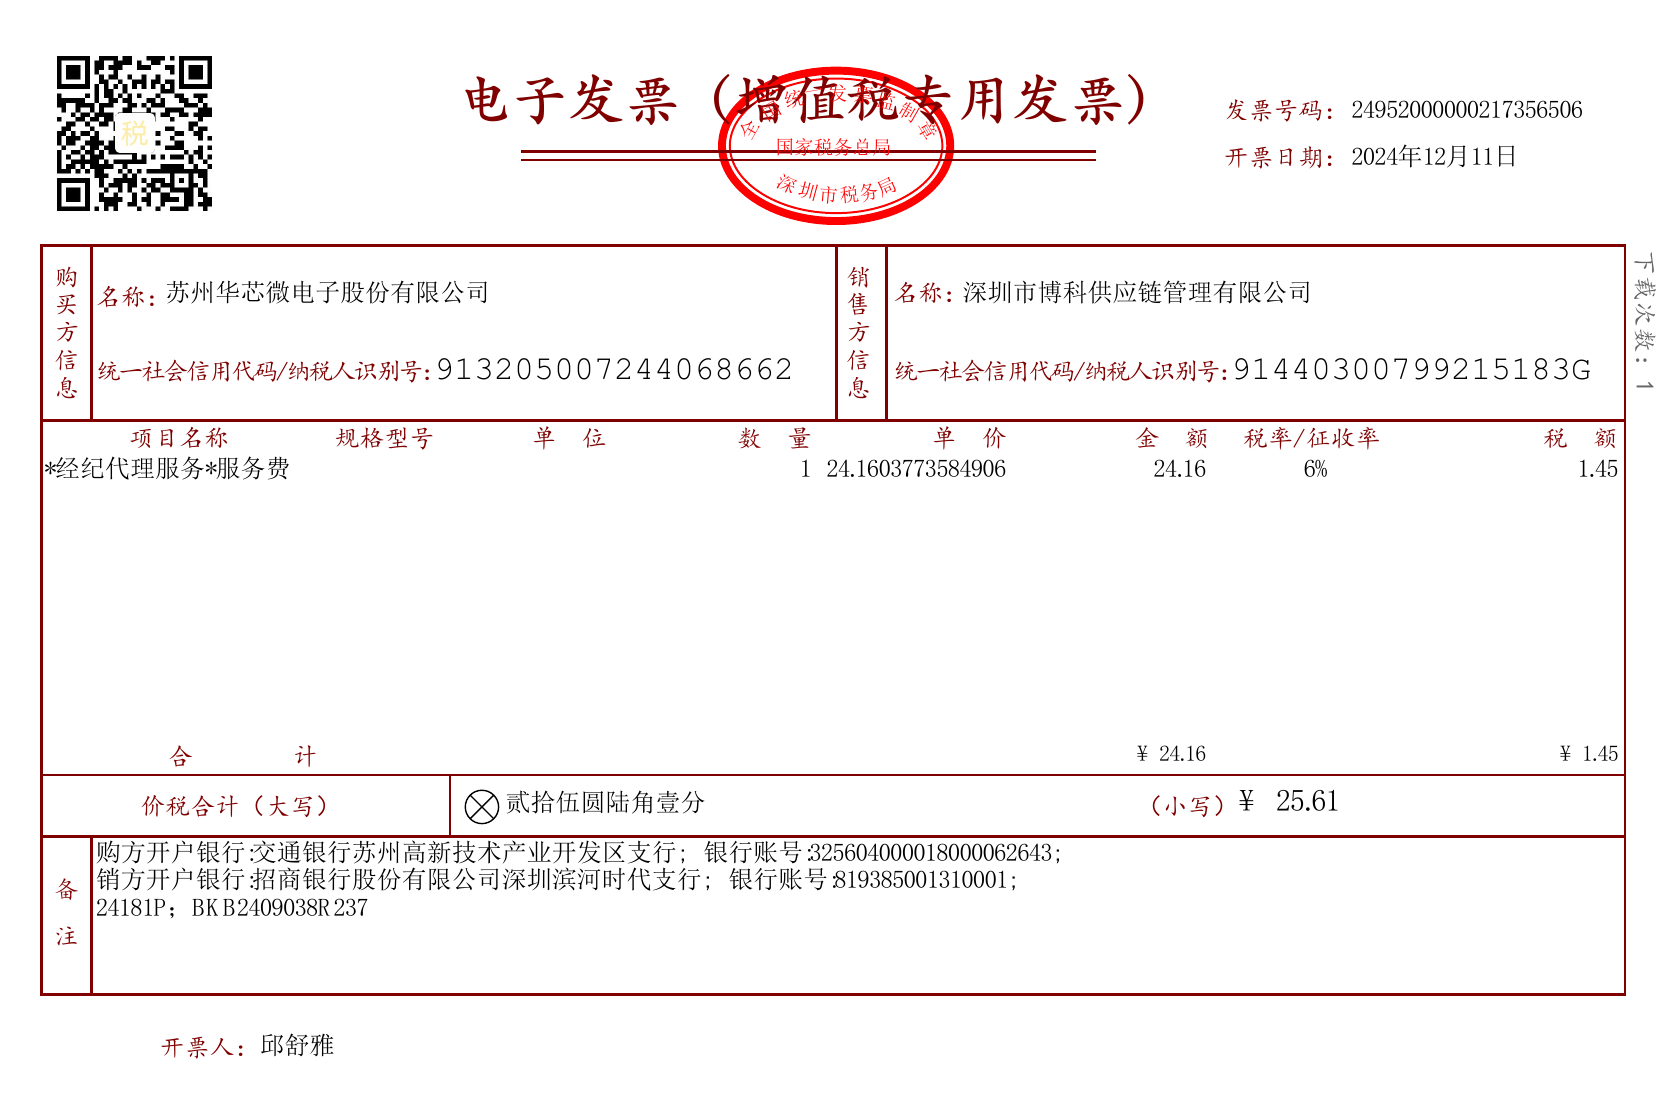 税
电子发票（增值税专用发票）
全国统一发票监制章
国家税务总局
深圳市税务局
发票号码：24952000000217356506
开票日期：2024年12月11日
下载次数：1
购买方信息
名称：苏州华芯微电子股份有限公司
统一社会信用代码/纳税人识别号：913205007244068662
销售方信息
名称：深圳市博科供应链管理有限公司
统一社会信用代码/纳税人识别号：91440300799215183G
项目名称 规格型号 单位 数量 单价 金额 税率/征收率 税额
*经纪代理服务*服务费 1 24.1603773584906 24.16 6% 1.45
合计 ¥ 24.16 ¥ 1.45
价税合计（大写） 贰拾伍圆陆角壹分 （小写）¥ 25.61
备注
购方开户银行:交通银行苏州高新技术产业开发区支行; 银行账号:325604000018000062643;
销方开户银行:招商银行股份有限公司深圳滨河时代支行; 银行账号:819385001310001;
24181P；BKB2409038R237
开票人：邱舒雅